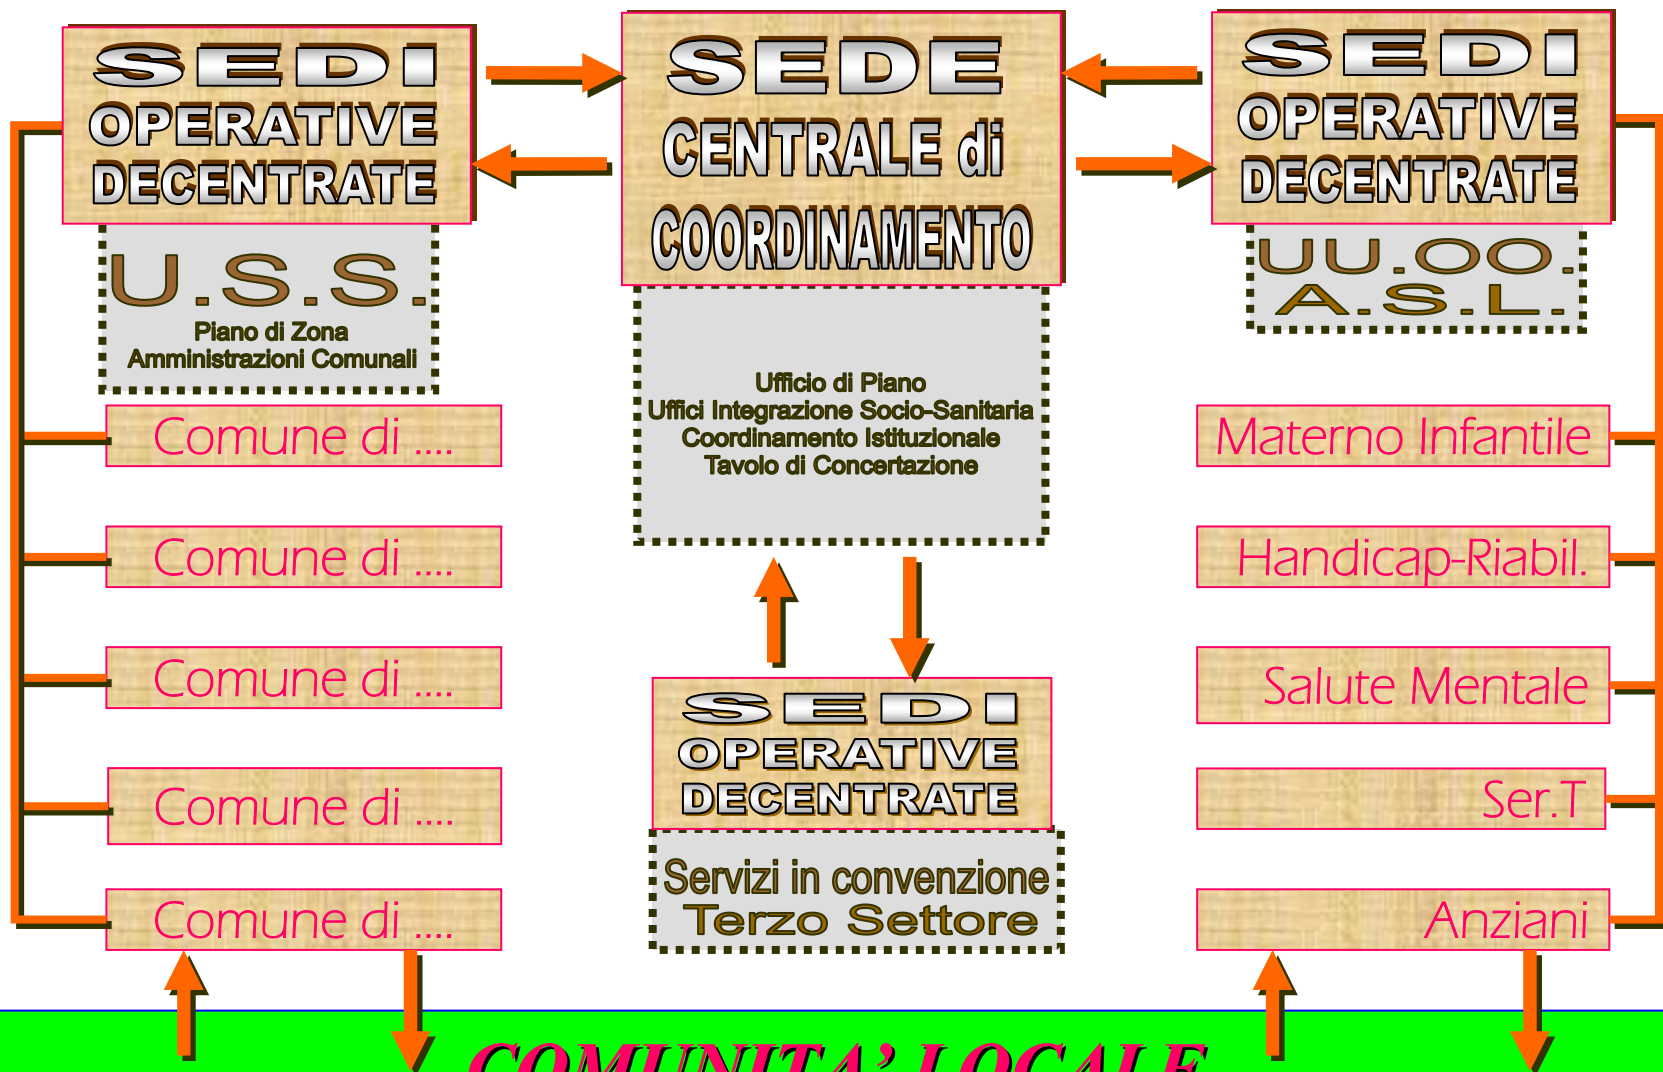 SEDI
OPERATIVE
DECENTRATE
U.S.S.
Piano di Zona
Amministrazioni Comunali
Comune di ....
Comune di ....
Comune di ....
Comune di ....
Comune di ....
SEDE
CENTRALE di
COORDINAMENTO
Ufficio di Piano
Uffici Integrazione Socio-Sanitaria
Coordinamento Istituzionale
Tavolo di Concertazione
SEDI
OPERATIVE
DECENTRATE
Servizi in convenzione
Terzo Settore
SEDI
OPERATIVE
DECENTRATE
UU.OO.
A.S.L.
Materno Infantile
Handicap-Riabil.
Salute Mentale
Ser.T
Anziani
COMUNITA’ LOCALE